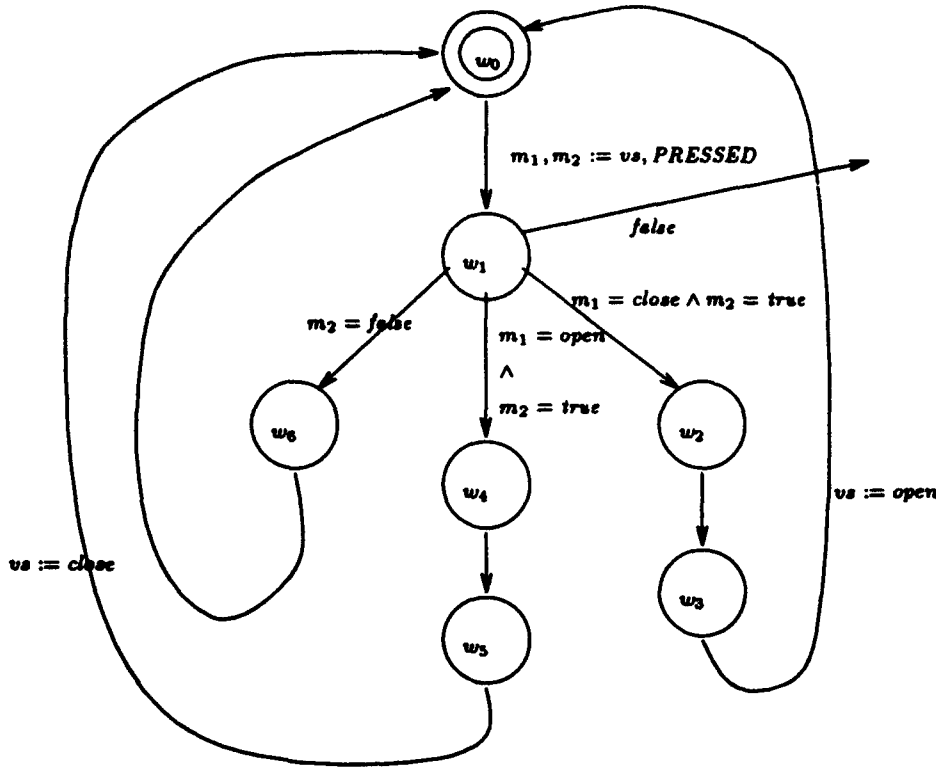 w₀
m₁, m₂ := vs, PRESSED
false
w₁
m₁ = close ∧ m₂ = true
m₂ = false
m₁ = open
∧
m₂ = true
w₆
w₂
w₄
vs := open
vs := close
w₃
w₅